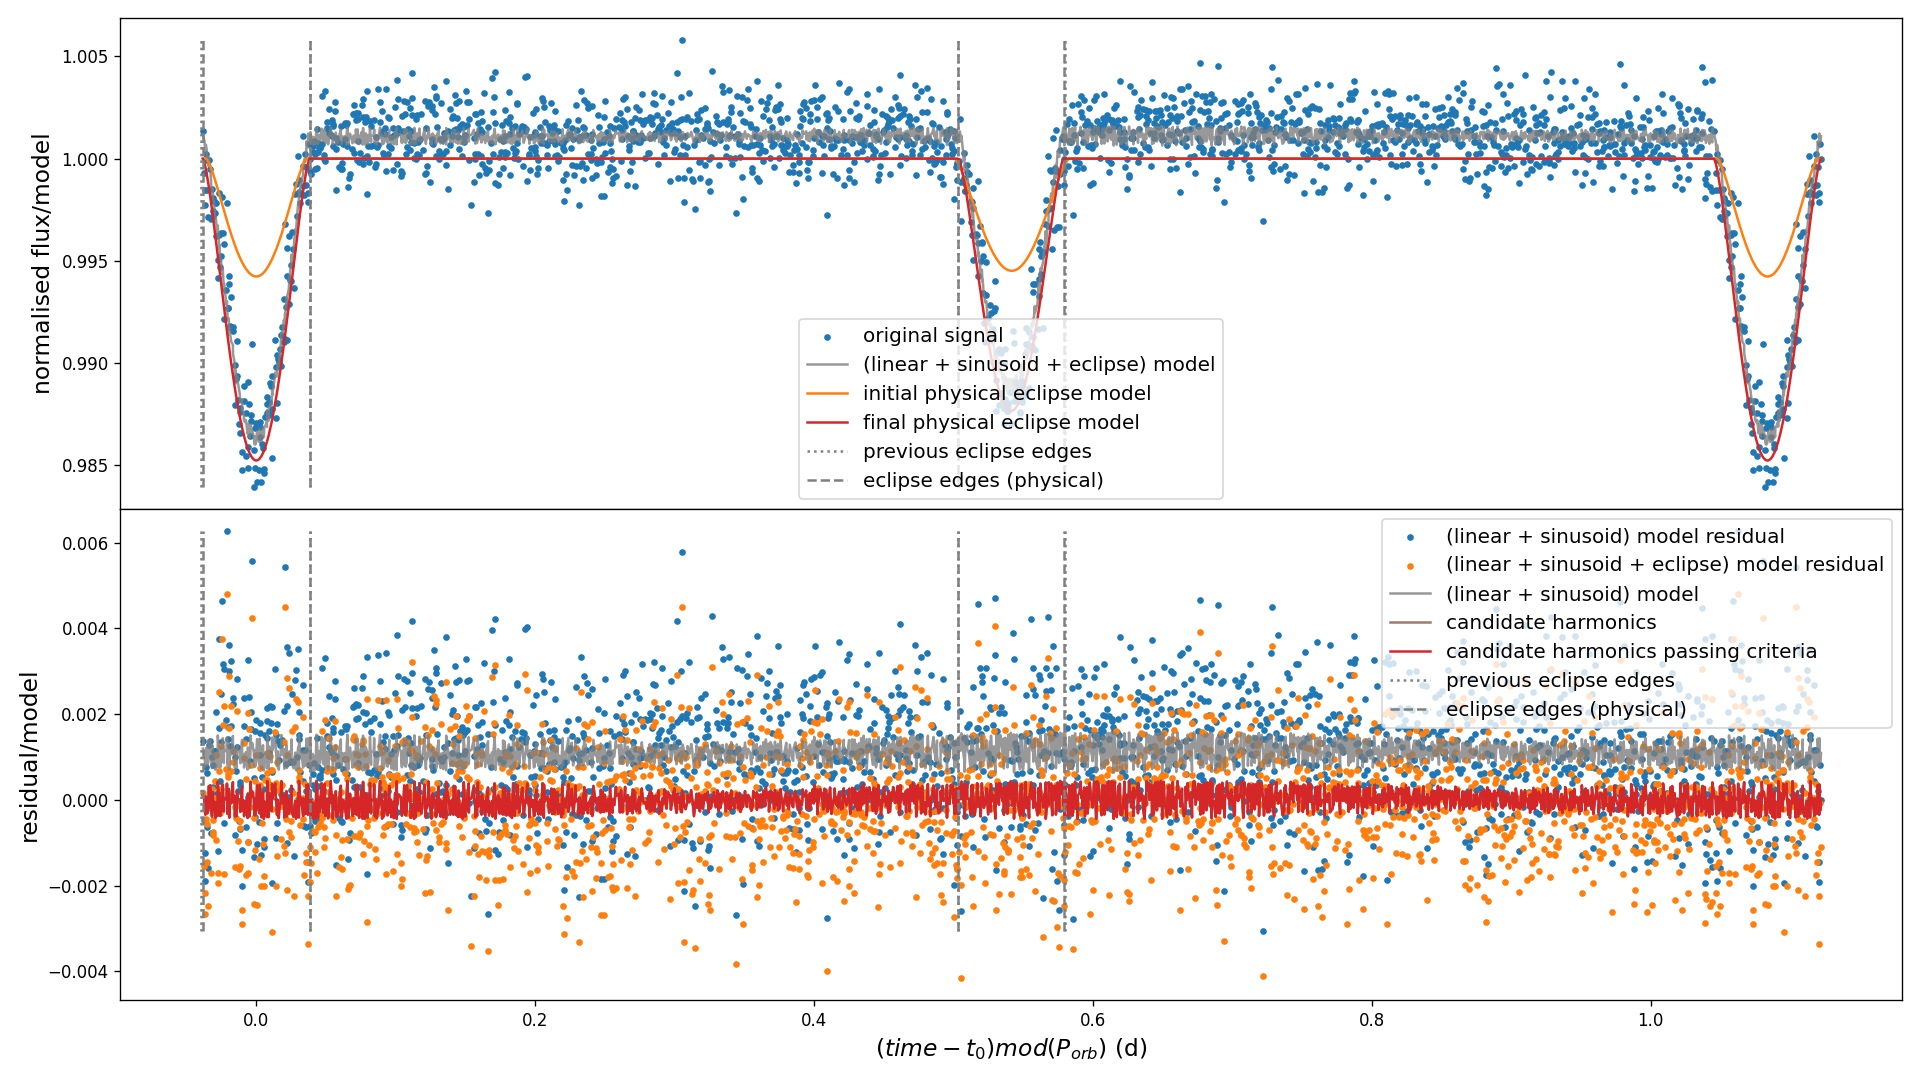 normalised flux/model
1.005
1.000
0.995
0.990
0.985
original signal
(linear + sinusoid + eclipse) model
initial physical eclipse model
final physical eclipse model
previous eclipse edges
eclipse edges (physical)
residual/model
0.006
0.004
0.002
0.000
−0.002
−0.004
(linear + sinusoid) model residual
(linear + sinusoid + eclipse) model residual
(linear + sinusoid) model
candidate harmonics
candidate harmonics passing criteria
previous eclipse edges
eclipse edges (physical)
0.0 0.2 0.4 0.6 0.8 1.0
(time − t₀)mod(P_orb) (d)